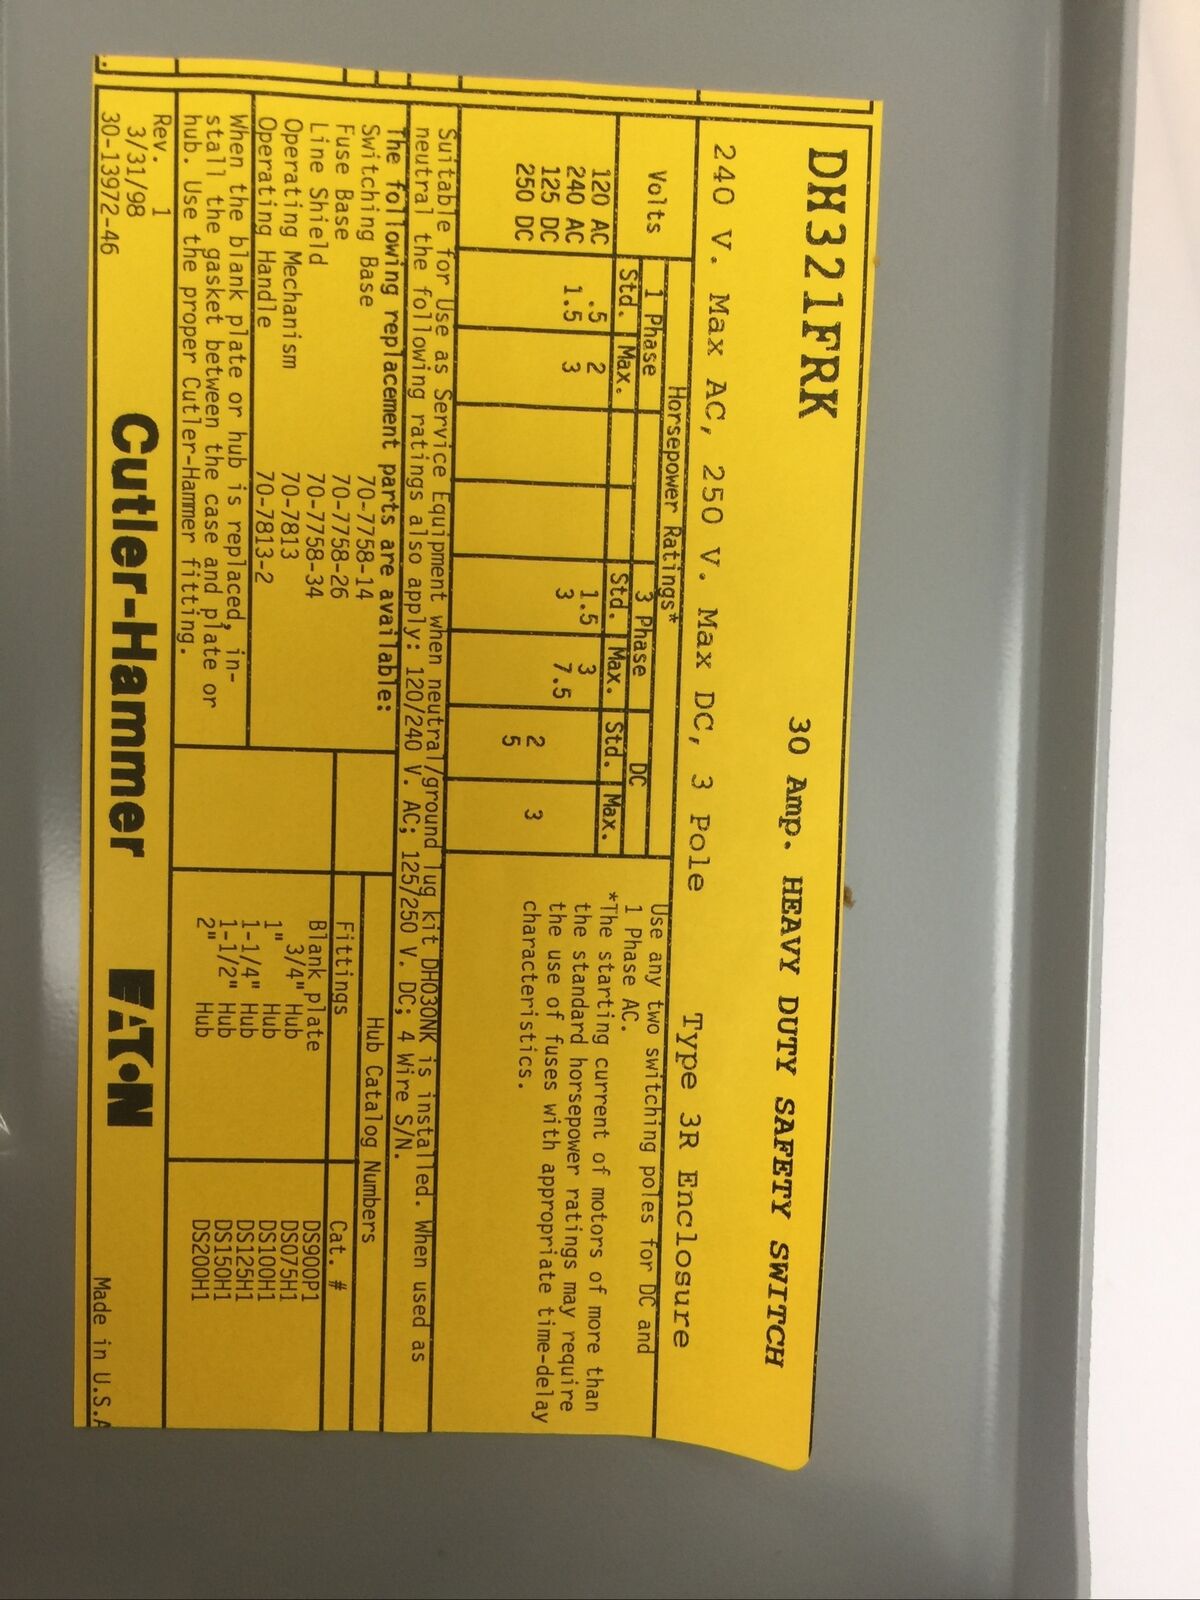 DH321FRK
30 Amp. HEAVY DUTY SAFETY SWITCH
240 V. Max AC, 250 V. Max DC, 3 Pole
Type 3R Enclosure
Volts
Horsepower Ratings*
1 Phase 3 Phase DC
Std. Max. Std. Max. Std. Max.
120 AC .5 2 1.5 3
240 AC 1.5 3 3 7.5
125 DC 2 3
250 DC 5
Use any two switching poles for DC and
1 Phase AC.
*The starting current of motors of more than
the standard horsepower ratings may require
the use of fuses with appropriate time-delay
characteristics.
Suitable for Use as Service Equipment when neutral/ground lug kit DH030NK is installed. When used as
neutral the following ratings also apply: 120/240 V. AC; 125/250 V. DC; 4 Wire S/N.
The following replacement parts are available:
Switching Base 70-7758-14
Fuse Base 70-7758-26
Line Shield 70-7758-34
Operating Mechanism 70-7813
Operating Handle 70-7813-2
When the blank plate or hub is replaced, in-
stall the gasket between the case and plate or
hub. Use the proper Cutler-Hammer fitting.
Hub Catalog Numbers
Fittings Cat. #
Blank plate DS900P1
3/4" Hub DS075H1
1" Hub DS100H1
1-1/4" Hub DS125H1
1-1/2" Hub DS150H1
2" Hub DS200H1
Rev. 1
3/31/98
30-13972-46
Cutler-Hammer
EATON
Made in U.S.A